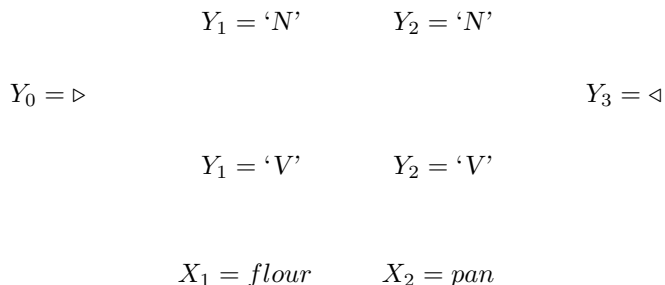 Y₁ = ‘N’ Y₂ = ‘N’
Y₀ = ▹ Y₃ = ◃
Y₁ = ‘V’ Y₂ = ‘V’
X₁ = flour X₂ = pan